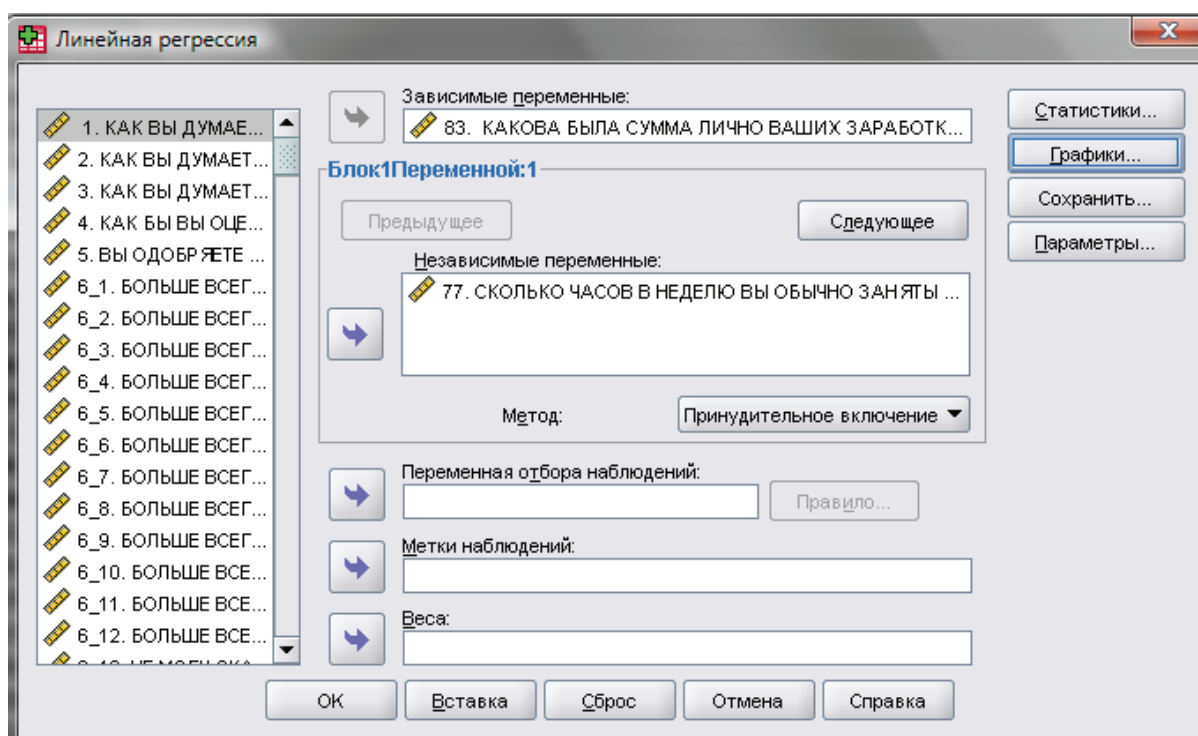 Линейная регрессия
1. КАК ВЫ ДУМАЕ...
2. КАК ВЫ ДУМАЕТ...
3. КАК ВЫ ДУМАЕТ...
4. КАК БЫ ВЫ ОЦЕ...
5. ВЫ ОДОБРЯЕТЕ ...
6_1. БОЛЬШЕ ВСЕГ...
6_2. БОЛЬШЕ ВСЕГ...
6_3. БОЛЬШЕ ВСЕГ...
6_4. БОЛЬШЕ ВСЕГ...
6_5. БОЛЬШЕ ВСЕГ...
6_6. БОЛЬШЕ ВСЕГ...
6_7. БОЛЬШЕ ВСЕГ...
6_8. БОЛЬШЕ ВСЕГ...
6_9. БОЛЬШЕ ВСЕГ...
6_10. БОЛЬШЕ ВСЕ...
6_11. БОЛЬШЕ ВСЕ...
6_12. БОЛЬШЕ ВСЕ...
Зависимые переменные:
83. КАКОВА БЫЛА СУММА ЛИЧНО ВАШИХ ЗАРАБОТК...
Блок1Переменной:1
Предыдущее
Следующее
Независимые переменные:
77. СКОЛЬКО ЧАСОВ В НЕДЕЛЮ ВЫ ОБЫЧНО ЗАНЯТЫ ...
Метод:
Принудительное включение
Переменная отбора наблюдений:
Правило...
Метки наблюдений:
Веса:
Статистики...
Графики...
Сохранить...
Параметры...
OK
Вставка
Сброс
Отмена
Справка